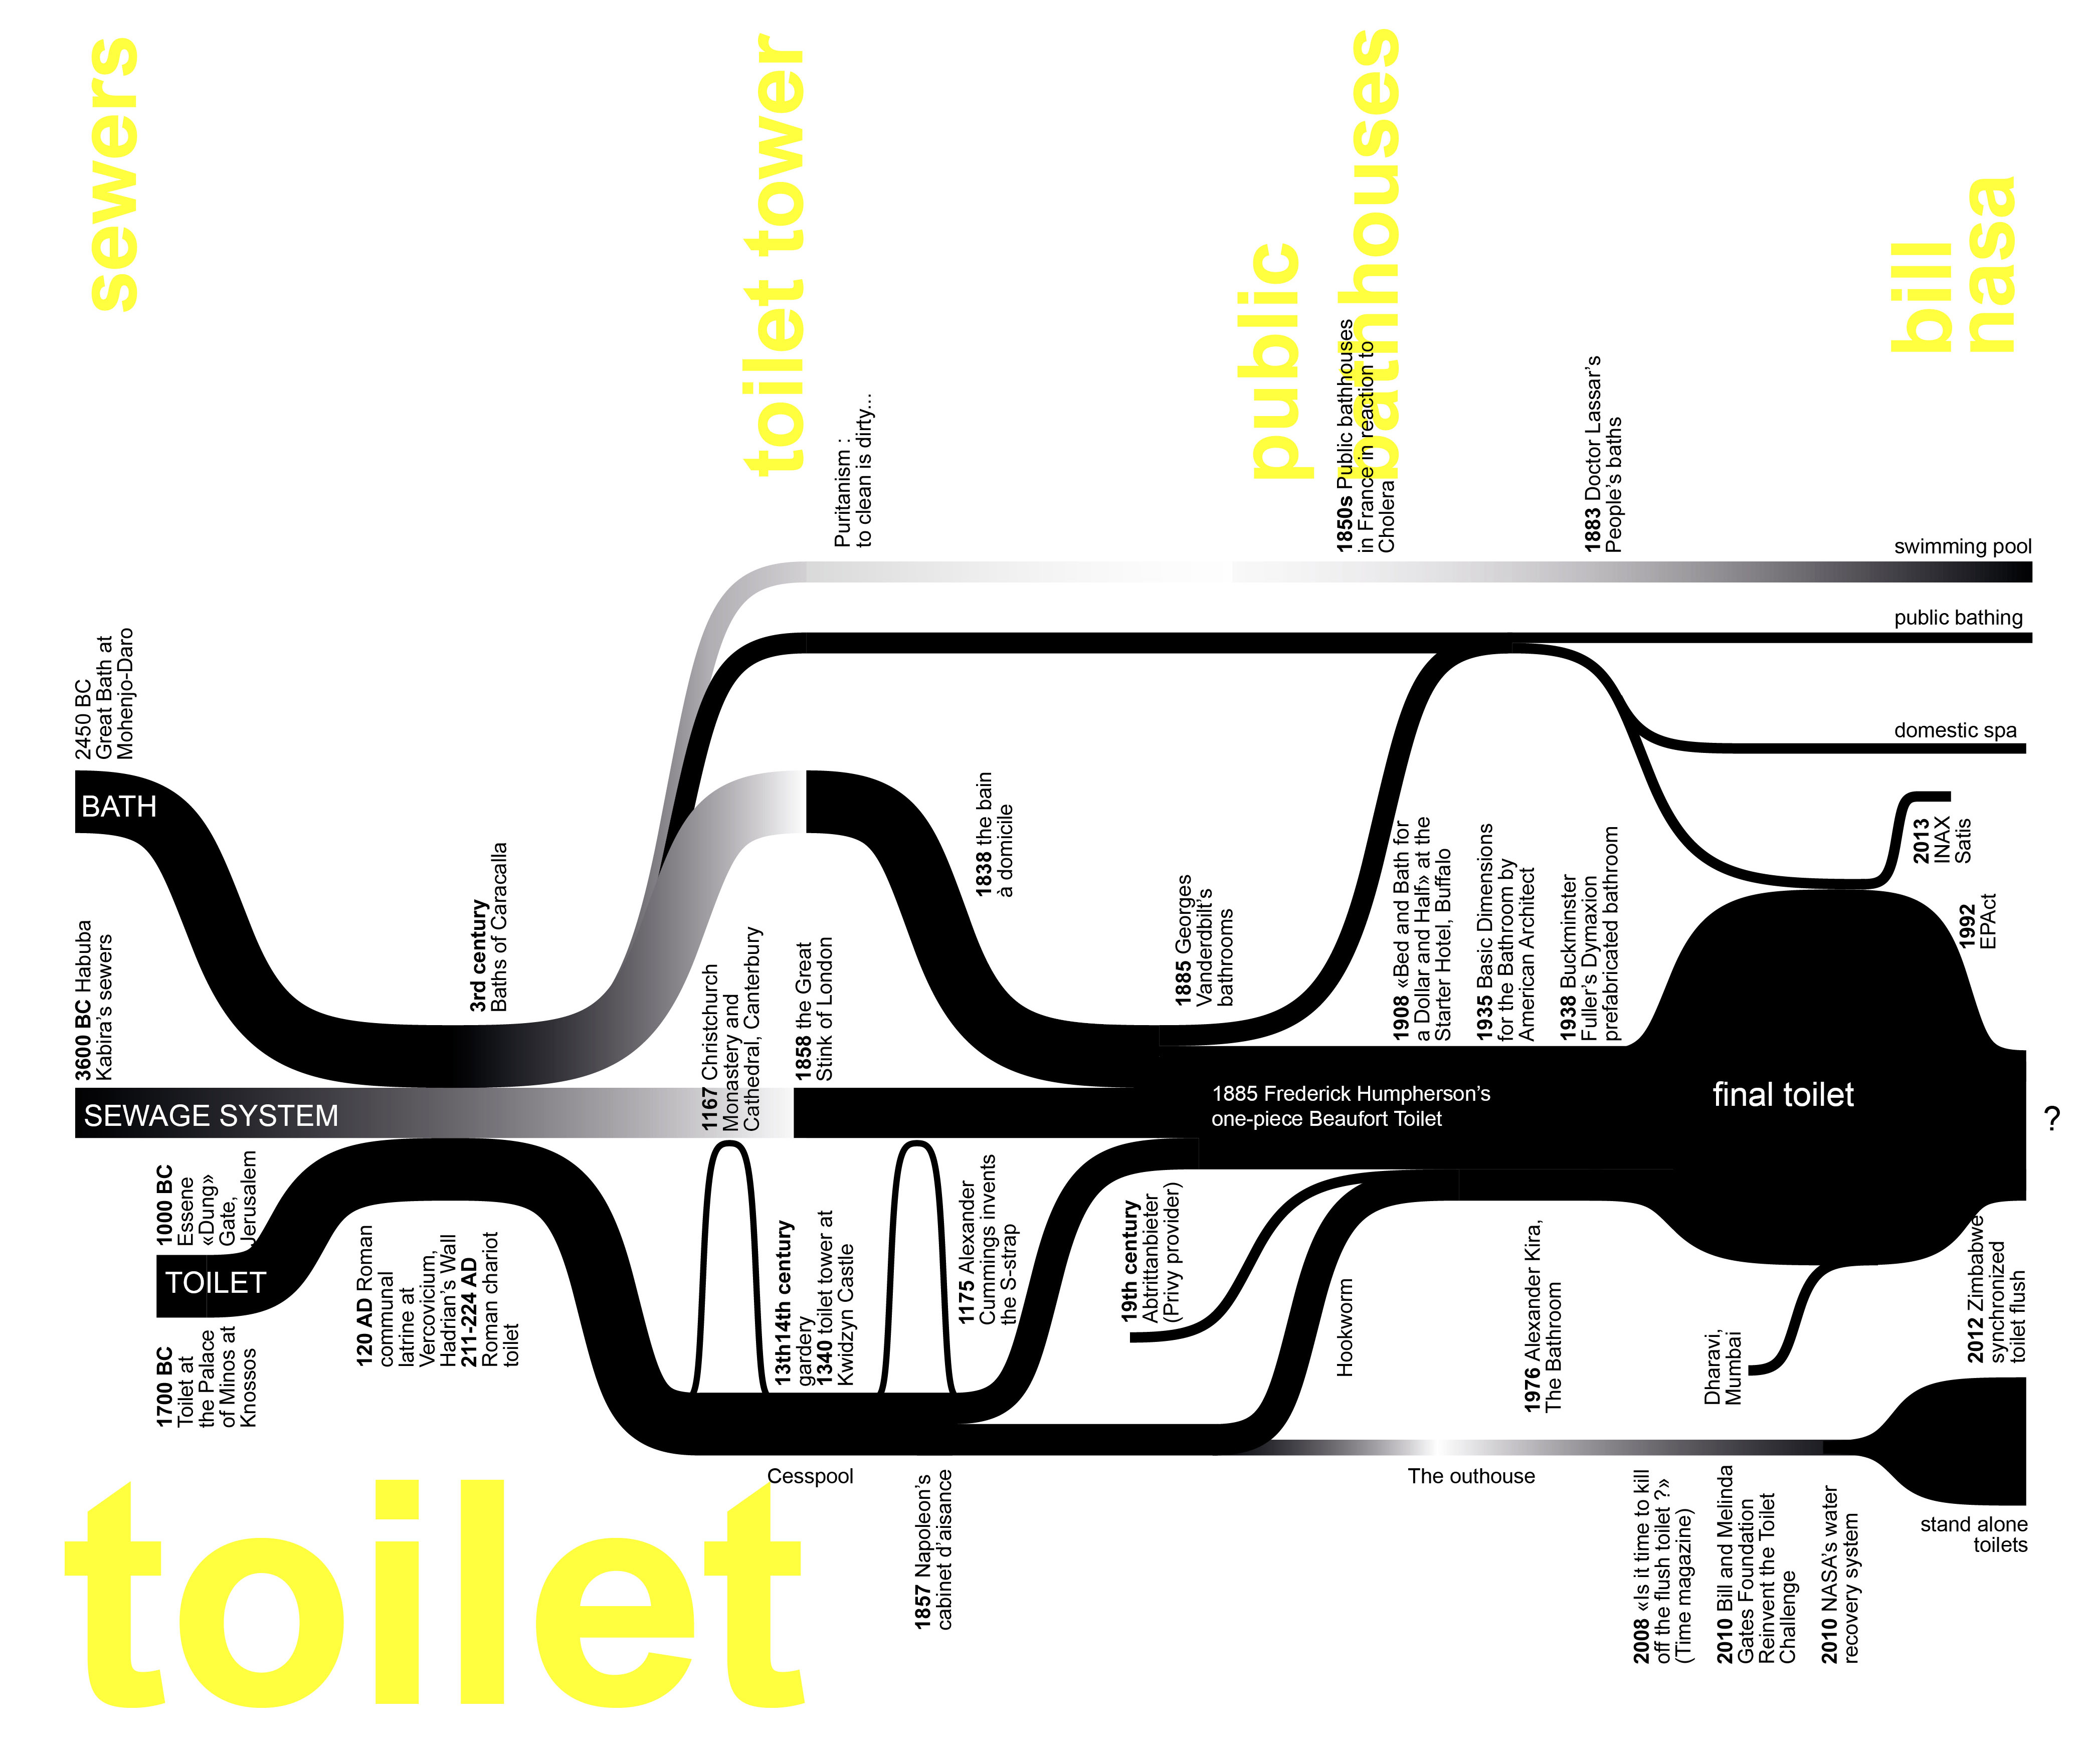 sewers
toilet tower
public
bathhouses
bill
nasa
Puritanism :
to clean is dirty...
1850s Public bathhouses
in France in reaction to
Cholera
1883 Doctor Lassar's
People's baths
swimming pool
public bathing
domestic spa
2450 BC
Great Bath at
Mohenjo-Daro
BATH
3600 BC Habuba
Kabira's sewers
3rd century
Baths of Caracalla
1838 the bain
à domicile
1167 Christchurch
Monastery and
Cathedral, Canterbury
1858 the Great
Stink of London
1885 Georges
Vanderdbilt's
bathrooms
1908 «Bed and Bath for
a Dollar and Half» at the
Starter Hotel, Buffalo
1935 Basic Dimensions
for the Bathroom by
American Architect
1938 Buckminster
Fuller's Dymaxion
prefabricated bathroom
2013
INAX
Satis
1992
EPAct
SEWAGE SYSTEM
1885 Frederick Humpherson's
one-piece Beaufort Toilet
final toilet
?
1000 BC
Essene
«Dung»
Gate,
Jerusalem
TOILET
1700 BC
Toilet at
the Palace
of Minos at
Knossos
120 AD Roman
communal
latrine at
Vercovicium,
Hadrian's Wall
211-224 AD
Roman chariot
toilet
13th14th century
gardery
1340 toilet tower at
Kwidzyn Castle
1175 Alexander
Cummings invents
the S-strap
19th century
Abtrittanbieter
(Privy provider)
Hookworm
1976 Alexander Kira,
The Bathroom
Dharavi,
Mumbai
2012 Zimbabwe
synchronized
toilet flush
Cesspool
1857 Napoleon's
cabinet d'aisance
The outhouse
2008 «Is it time to kill
off the flush toilet ?»
(Time magazine)
2010 Bill and Melinda
Gates Foundation
Reinvent the Toilet
Challenge
2010 NASA's water
recovery system
stand alone
toilets
toilet